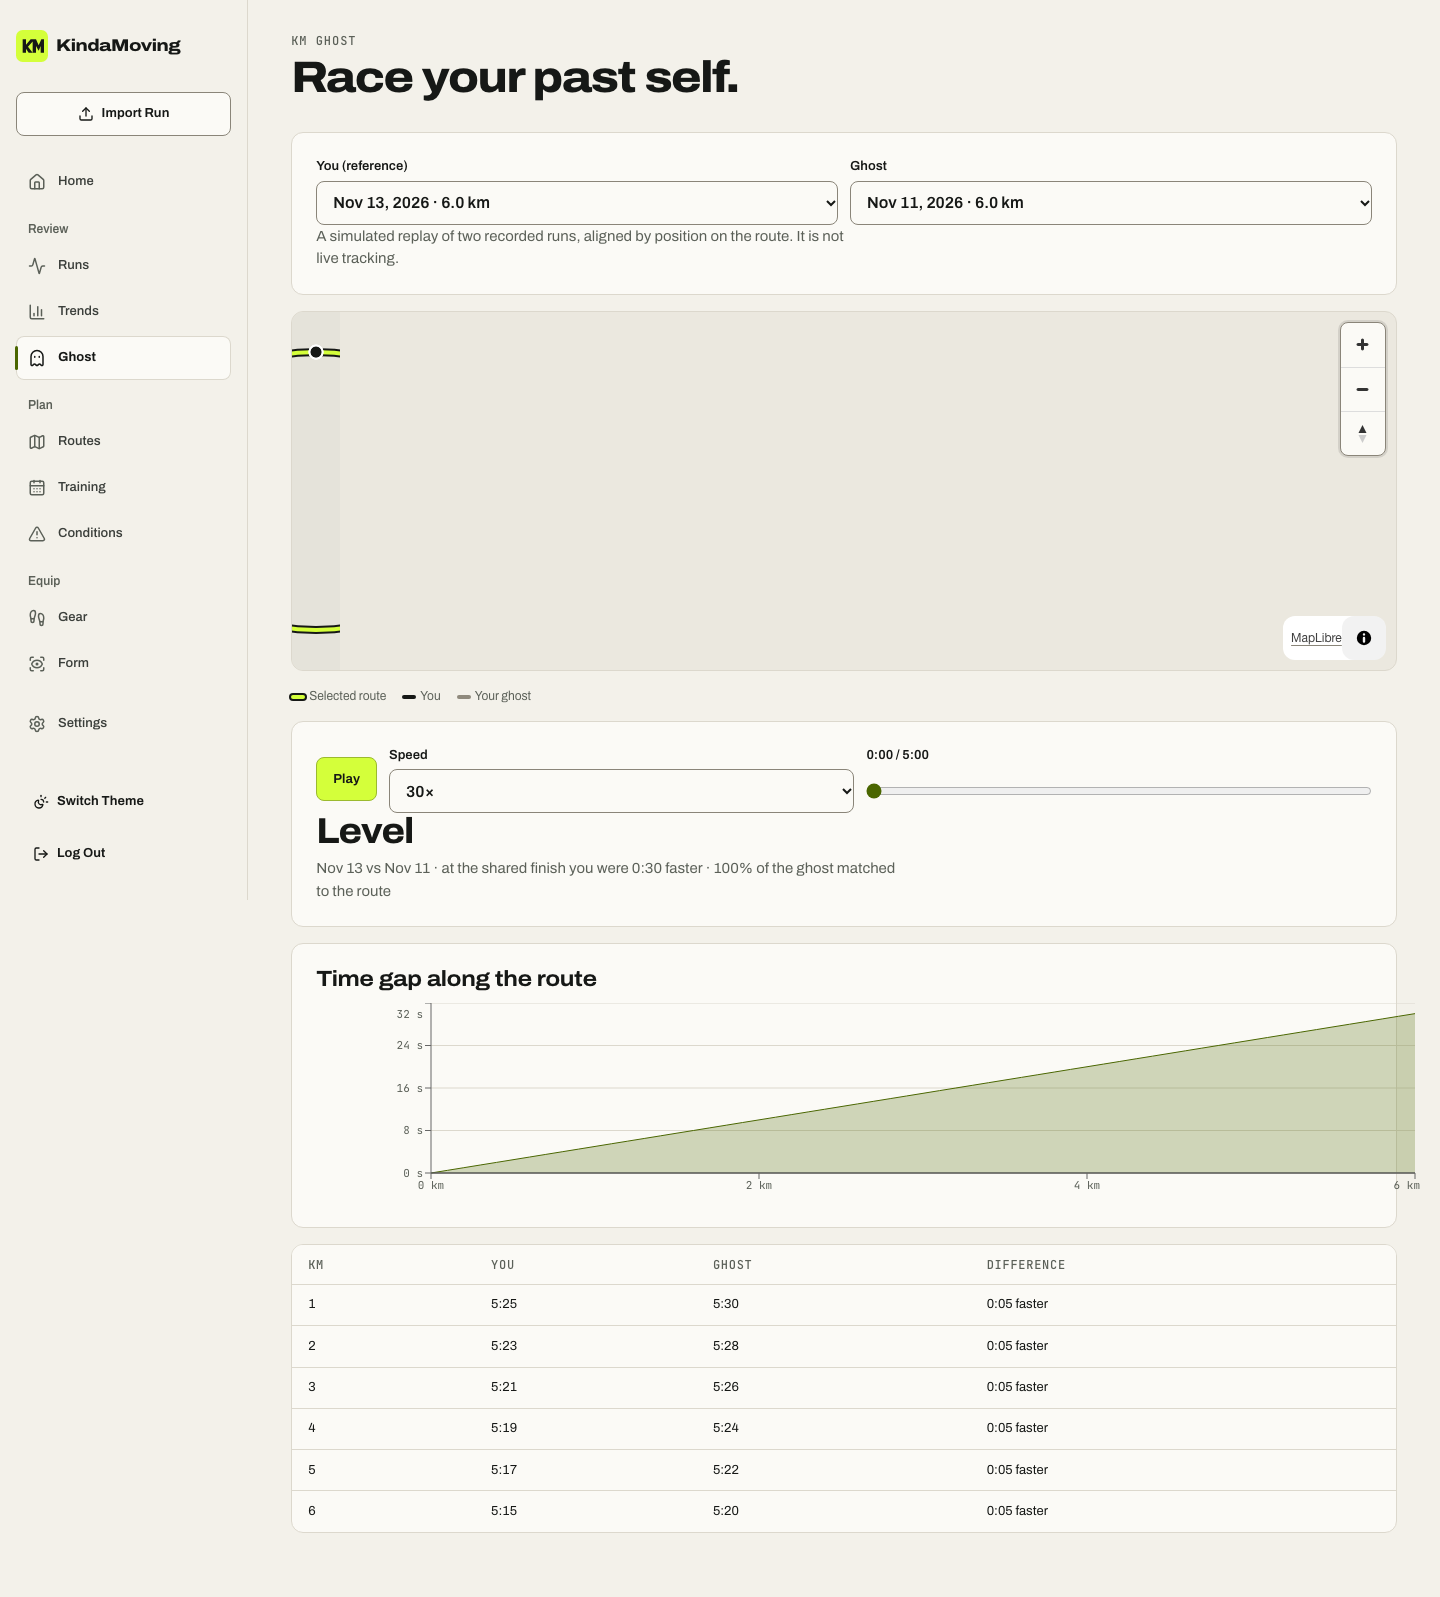 KM KindaMoving
Import Run
Home
Review
Runs
Trends
Ghost
Plan
Routes
Training
Conditions
Equip
Gear
Form
Settings
Switch Theme
Log Out
KM GHOST
Race your past self.
You (reference)
Nov 13, 2026 · 6.0 km
Ghost
Nov 11, 2026 · 6.0 km
A simulated replay of two recorded runs, aligned by position on the route. It is not
live tracking.
MapLibre
Selected route You Your ghost
Play
Speed
30×
0:00 / 5:00
Level
Nov 13 vs Nov 11 · at the shared finish you were 0:30 faster · 100% of the ghost matched
to the route
Time gap along the route
32 s
24 s
16 s
8 s
0 s
0 km 2 km 4 km 6 km
KM YOU GHOST DIFFERENCE
1 5:25 5:30 0:05 faster
2 5:23 5:28 0:05 faster
3 5:21 5:26 0:05 faster
4 5:19 5:24 0:05 faster
5 5:17 5:22 0:05 faster
6 5:15 5:20 0:05 faster